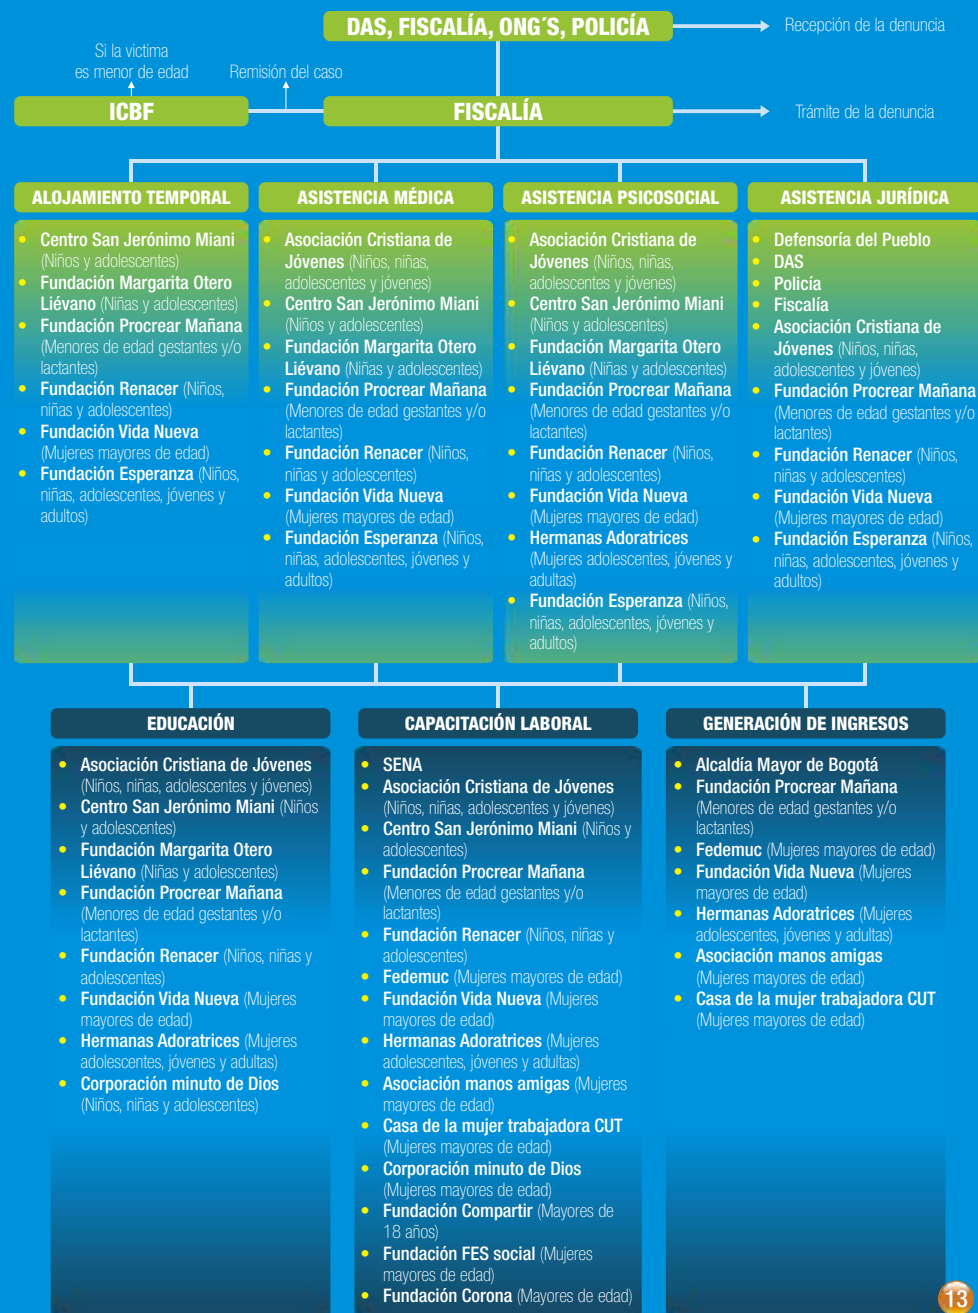 DAS, FISCALÍA, ONG´S, POLICÍA
Recepción de la denuncia
Si la victima
es menor de edad
Remisión del caso
ICBF
FISCALÍA
Trámite de la denuncia
ALOJAMIENTO TEMPORAL
• Centro San Jerónimo Miani
(Niños y adolescentes)
• Fundación Margarita Otero
Liévano (Niñas y adolescentes)
• Fundación Procrear Mañana
(Menores de edad gestantes y/o
lactantes)
• Fundación Renacer (Niños,
niñas y adolescentes)
• Fundación Vida Nueva
(Mujeres mayores de edad)
• Fundación Esperanza (Niños,
niñas, adolescentes, jóvenes y
adultos)
ASISTENCIA MÉDICA
• Asociación Cristiana de
Jóvenes (Niños, niñas,
adolescentes y jóvenes)
• Centro San Jerónimo Miani
(Niños y adolescentes)
• Fundación Margarita Otero
Liévano (Niñas y adolescentes)
• Fundación Procrear Mañana
(Menores de edad gestantes y/o
lactantes)
• Fundación Renacer (Niños,
niñas y adolescentes)
• Fundación Vida Nueva
(Mujeres mayores de edad)
• Fundación Esperanza (Niños,
niñas, adolescentes, jóvenes y
adultos)
ASISTENCIA PSICOSOCIAL
• Asociación Cristiana de
Jóvenes (Niños, niñas,
adolescentes y jóvenes)
• Centro San Jerónimo Miani
(Niños y adolescentes)
• Fundación Margarita Otero
Liévano (Niñas y adolescentes)
• Fundación Procrear Mañana
(Menores de edad gestantes y/o
lactantes)
• Fundación Renacer (Niños,
niñas y adolescentes)
• Fundación Vida Nueva
(Mujeres mayores de edad)
• Hermanas Adoratrices
(Mujeres adolescentes, jóvenes y
adultas)
• Fundación Esperanza (Niños,
niñas, adolescentes, jóvenes y
adultos)
ASISTENCIA JURÍDICA
• Defensoría del Pueblo
• DAS
• Policía
• Fiscalía
• Asociación Cristiana de
Jóvenes (Niños, niñas,
adolescentes y jóvenes)
• Fundación Procrear Mañana
(Menores de edad gestantes y/o
lactantes)
• Fundación Renacer (Niños,
niñas y adolescentes)
• Fundación Vida Nueva
(Mujeres mayores de edad)
• Fundación Esperanza (Niños,
niñas, adolescentes, jóvenes y
adultos)
EDUCACIÓN
• Asociación Cristiana de Jóvenes
(Niños, niñas, adolescentes y jóvenes)
• Centro San Jerónimo Miani (Niños
y adolescentes)
• Fundación Margarita Otero
Liévano (Niñas y adolescentes)
• Fundación Procrear Mañana
(Menores de edad gestantes y/o
lactantes)
• Fundación Renacer (Niños, niñas y
adolescentes)
• Fundación Vida Nueva (Mujeres
mayores de edad)
• Hermanas Adoratrices (Mujeres
adolescentes, jóvenes y adultas)
• Corporación minuto de Dios
(Niños, niñas y adolescentes)
CAPACITACIÓN LABORAL
• SENA
• Asociación Cristiana de Jóvenes
(Niños, niñas, adolescentes y jóvenes)
• Centro San Jerónimo Miani (Niños y
adolescentes)
• Fundación Procrear Mañana
(Menores de edad gestantes y/o
lactantes)
• Fundación Renacer (Niños, niñas y
adolescentes)
• Fedemuc (Mujeres mayores de edad)
• Fundación Vida Nueva (Mujeres
mayores de edad)
• Hermanas Adoratrices (Mujeres
adolescentes, jóvenes y adultas)
• Asociación manos amigas (Mujeres
mayores de edad)
• Casa de la mujer trabajadora CUT
(Mujeres mayores de edad)
• Corporación minuto de Dios
(Mujeres mayores de edad)
• Fundación Compartir (Mayores de
18 años)
• Fundación FES social (Mujeres
mayores de edad)
• Fundación Corona (Mayores de edad)
GENERACIÓN DE INGRESOS
• Alcaldía Mayor de Bogotá
• Fundación Procrear Mañana
(Menores de edad gestantes y/o
lactantes)
• Fedemuc (Mujeres mayores de edad)
• Fundación Vida Nueva (Mujeres
mayores de edad)
• Hermanas Adoratrices (Mujeres
adolescentes, jóvenes y adultas)
• Asociación manos amigas
(Mujeres mayores de edad)
• Casa de la mujer trabajadora CUT
(Mujeres mayores de edad)
13